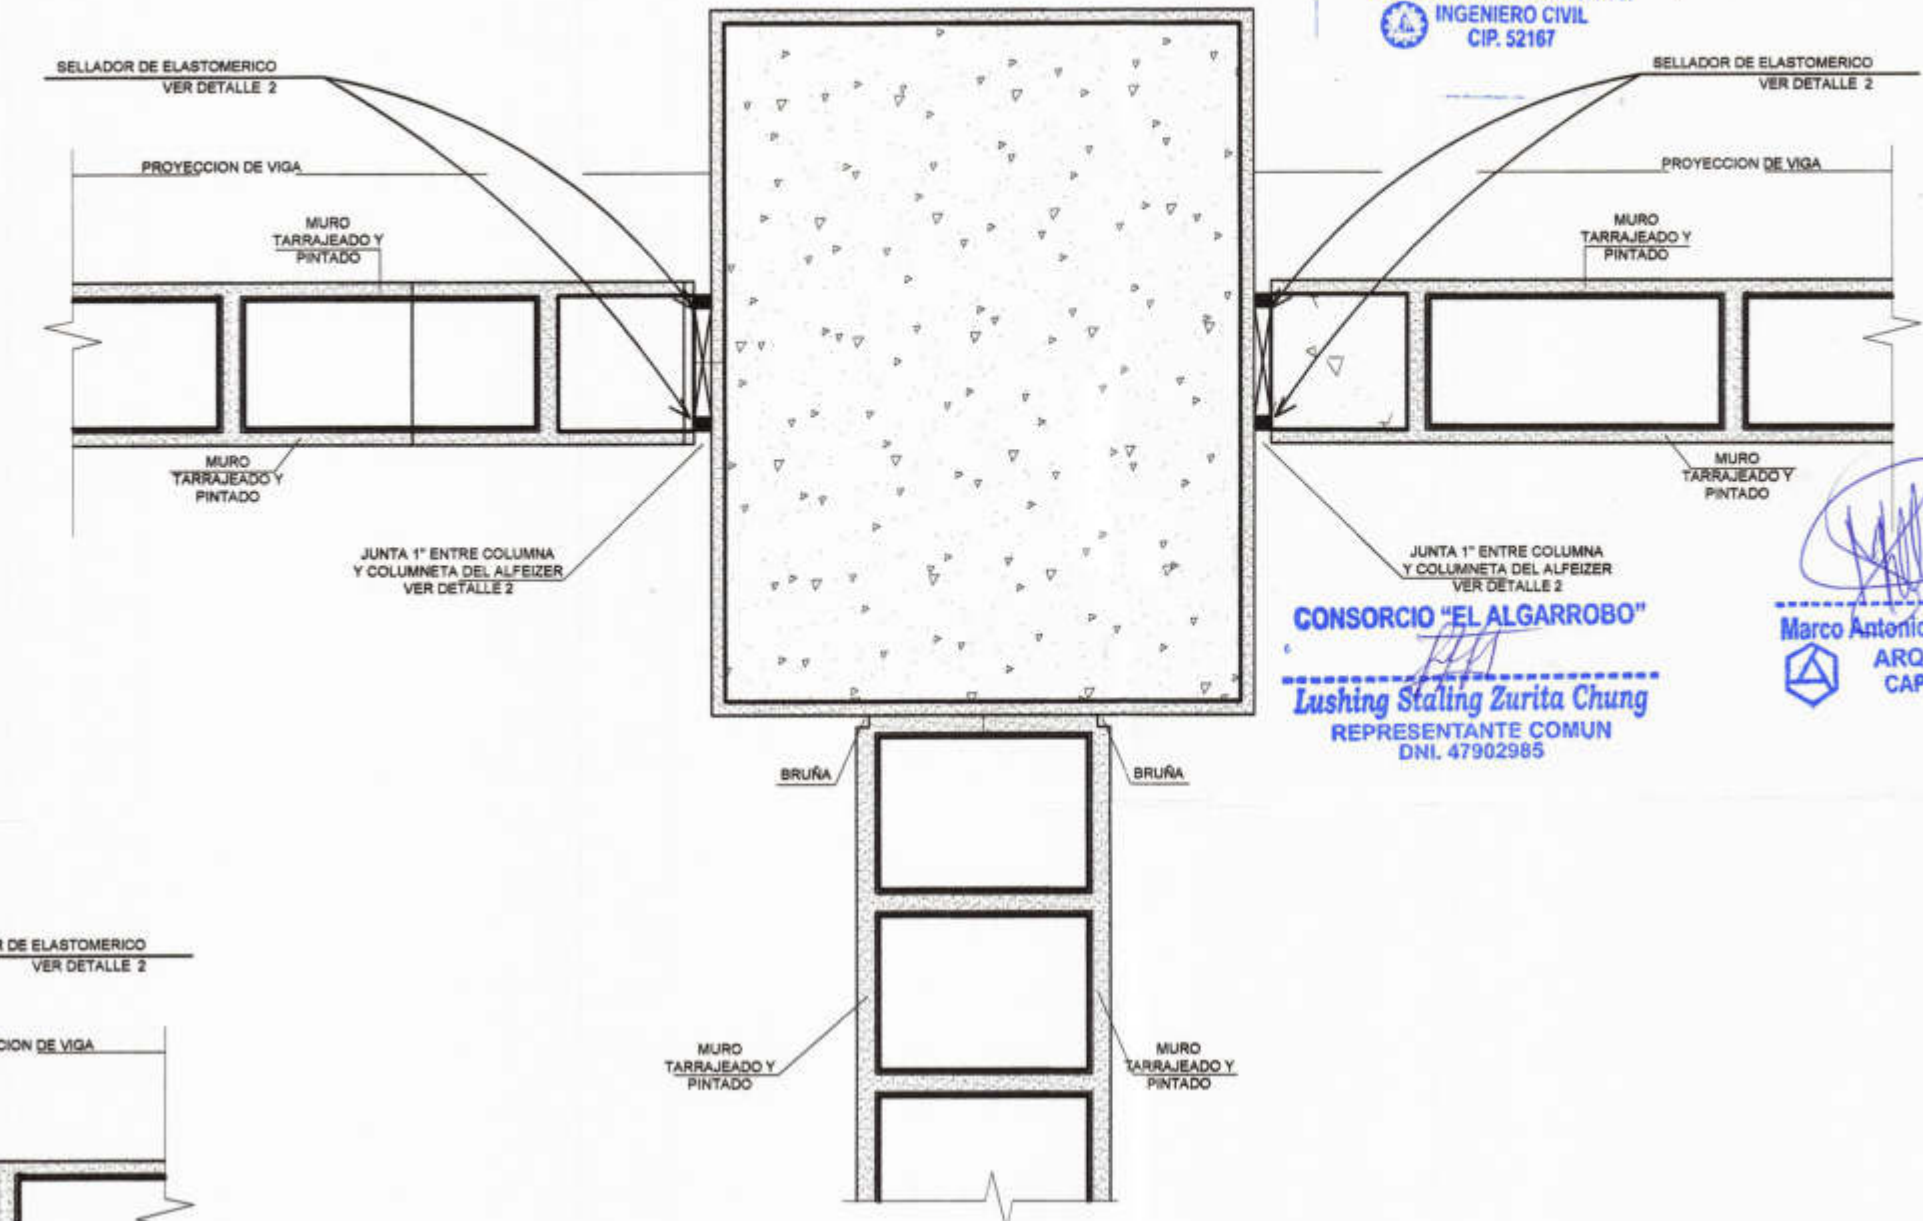 INGENIERO CIVIL
CIP. 52167
SELLADOR DE ELASTOMERICO
VER DETALLE 2
SELLADOR DE ELASTOMERICO
VER DETALLE 2
PROYECCION DE VIGA
PROYECCION DE VIGA
MURO
TARRAJEADO Y
PINTADO
MURO
TARRAJEADO Y
PINTADO
MURO
TARRAJEADO Y
PINTADO
MURO
TARRAJEADO Y
PINTADO
JUNTA 1" ENTRE COLUMNA
Y COLUMNETA DEL ALFEIZER
VER DETALLE 2
JUNTA 1" ENTRE COLUMNA
Y COLUMNETA DEL ALFEIZER
VER DETALLE 2
CONSORCIO "EL ALGARROBO"
Lushing Staling Zurita Chung
REPRESENTANTE COMUN
DNI. 47902985
Marco Antonio
ARQ
CAP
BRUÑA
BRUÑA
R DE ELASTOMERICO
VER DETALLE 2
CION DE VIGA
MURO
TARRAJEADO Y
PINTADO
MURO
TARRAJEADO Y
PINTADO